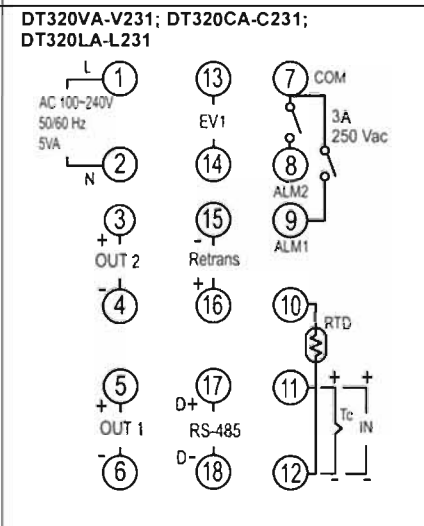 DT320VA-V231; DT320CA-C231;
DT320LA-L231
L 1 13 7 COM
AC 100~240V
50/60 Hz
5VA
EV1
3A
250 Vac
N 2 14 8
ALM2
3 15 9
+ - ALM1
OUT 2 Retrans
- +
4 16 10
RTD
5 17 11 + +
+ D+
OUT 1 RS-485 Tc IN
- D- - -
6 18 12